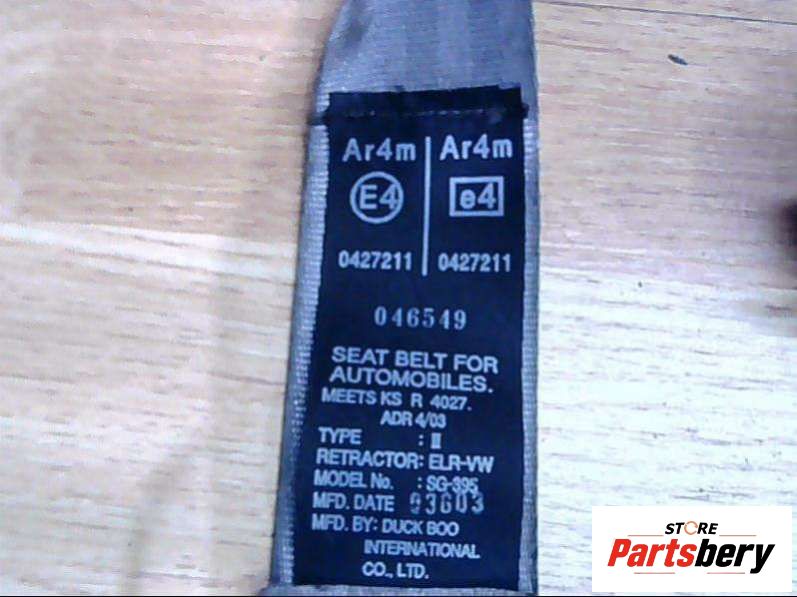 Ar4m Ar4m
E4 e4
0427211 0427211
046549
SEAT BELT FOR
AUTOMOBILES.
MEETS KS R 4027.
ADR 4/03
TYPE : II
RETRACTOR: ELR-VW
MODEL No. : SG-395
MFD. DATE 03603
MFD. BY: DUCK BOO
INTERNATIONAL
CO., LTD.
STORE
Partsbery